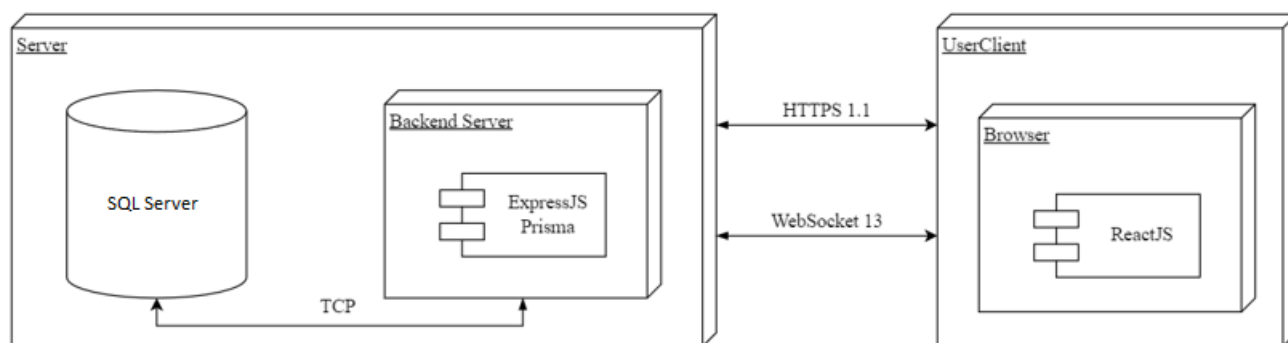 Server
SQL Server
Backend Server
ExpressJS
Prisma
TCP
HTTPS 1.1
WebSocket 13
UserClient
Browser
ReactJS